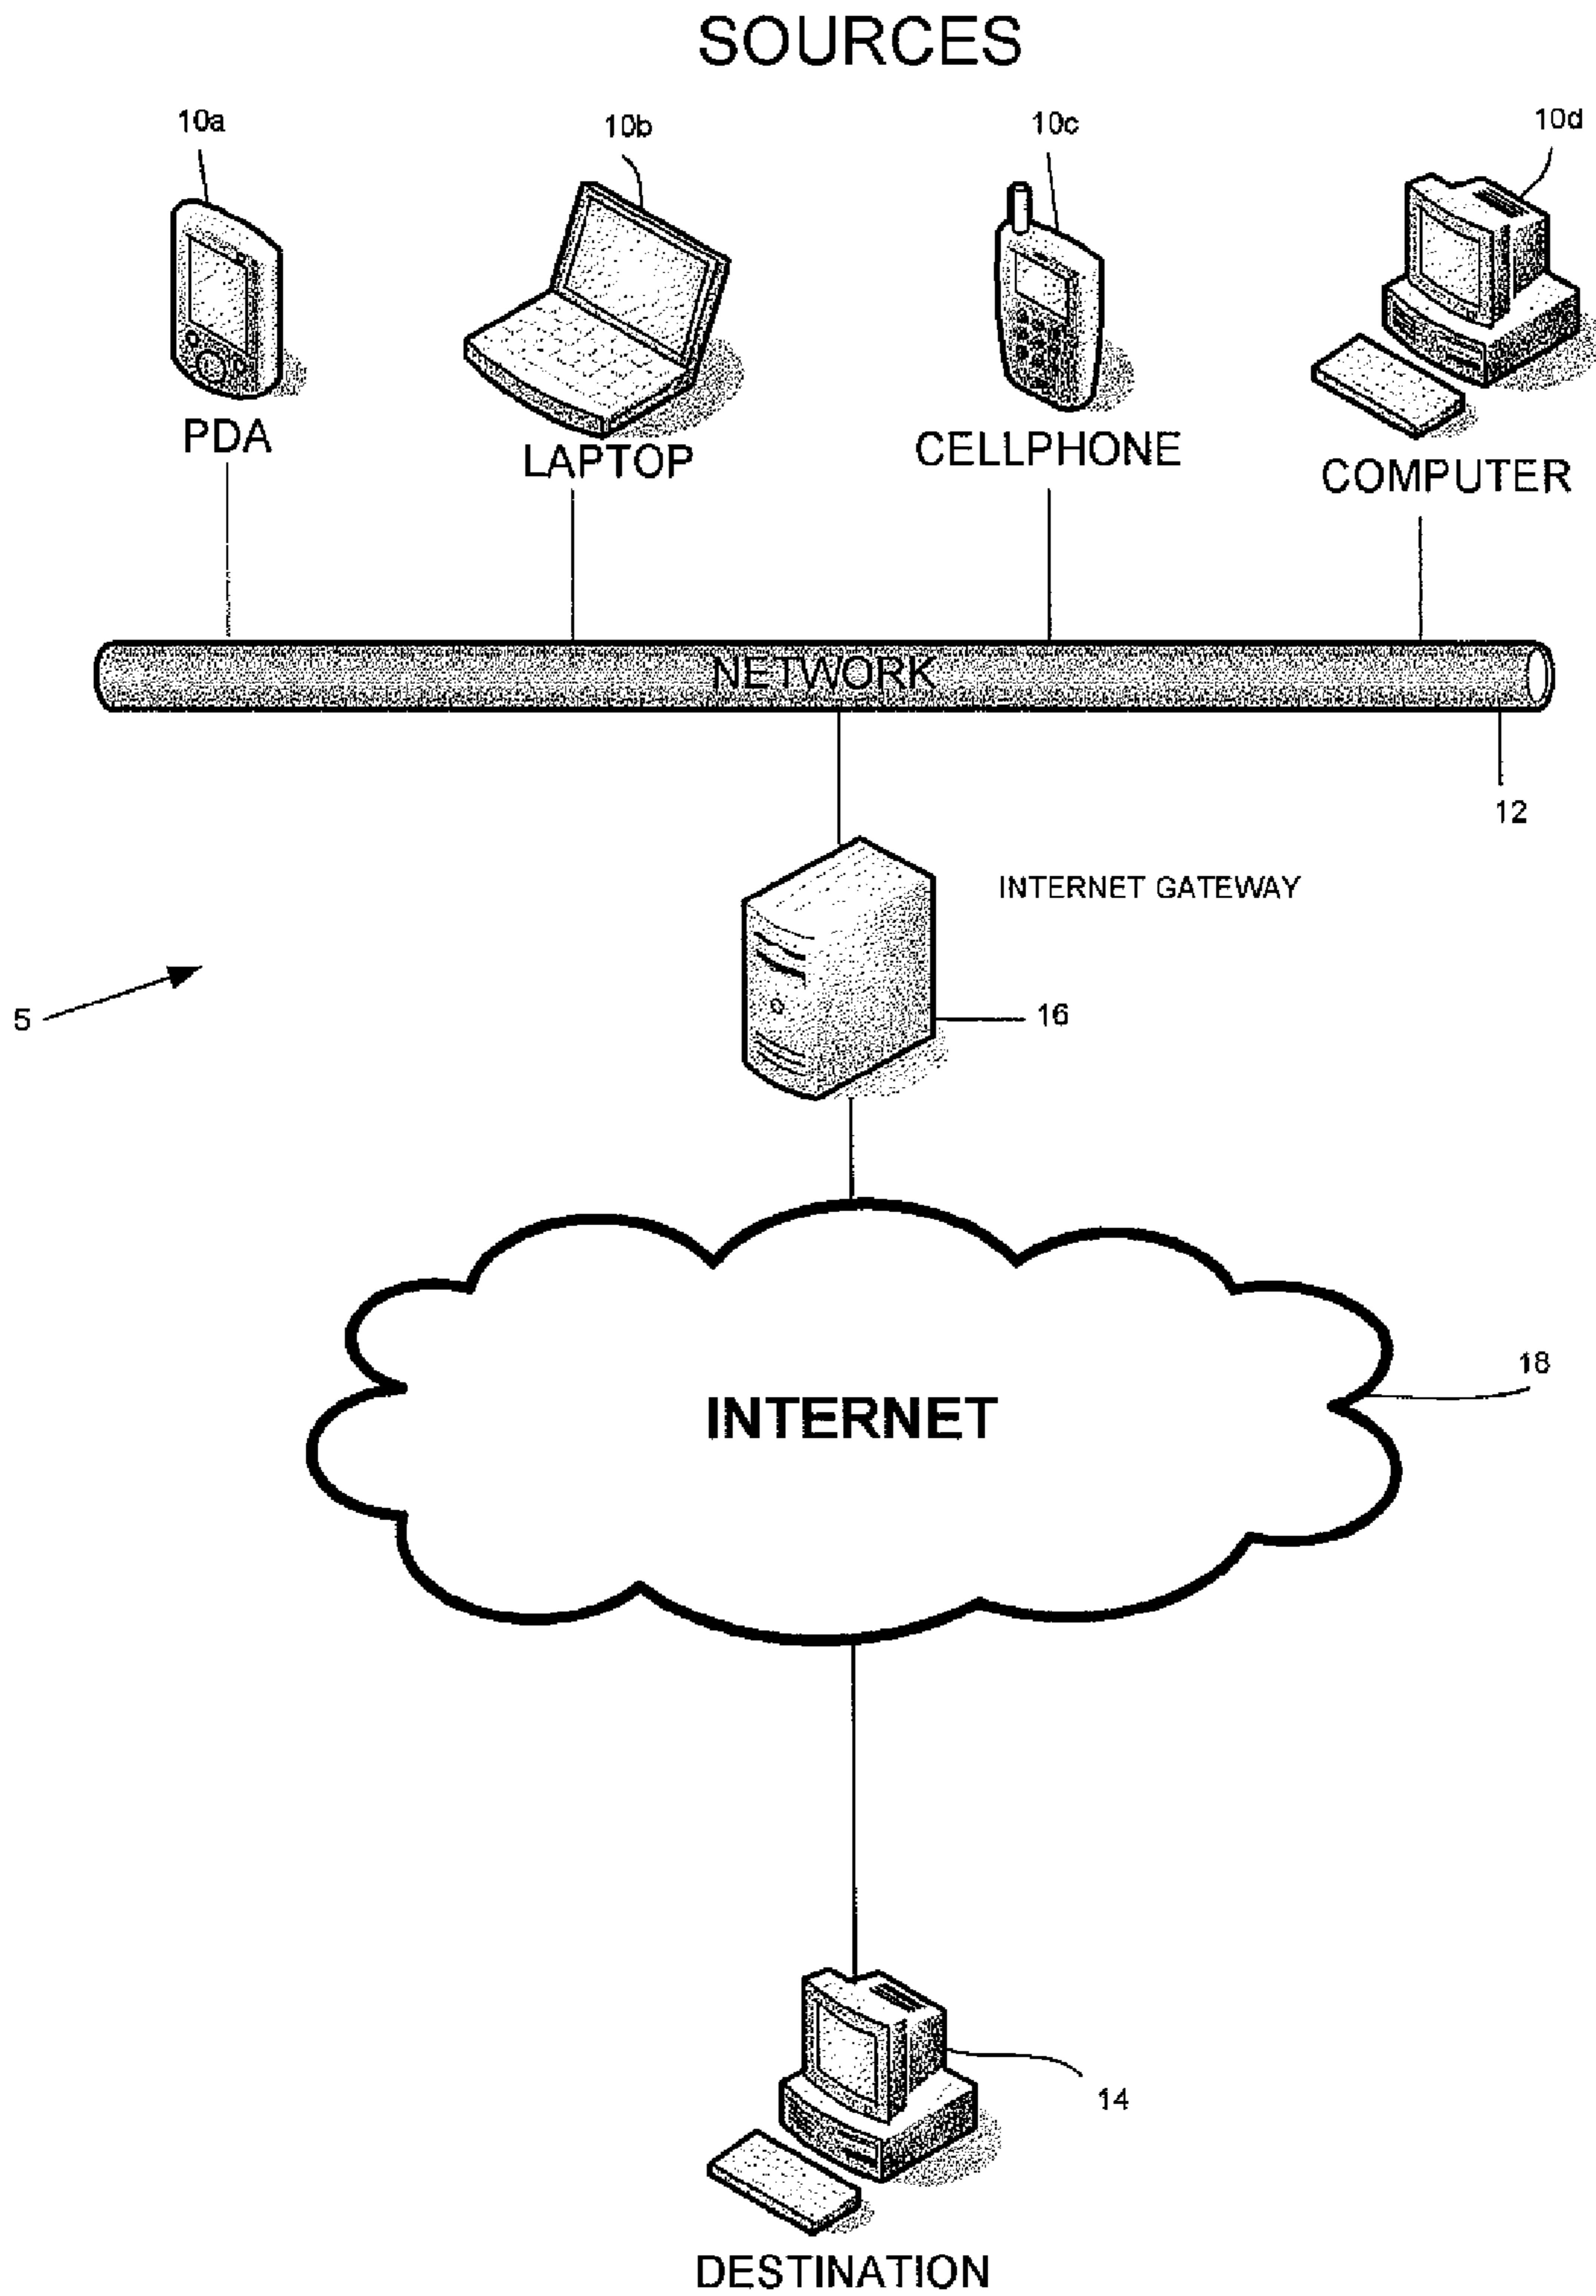 SOURCES
10a
10b
10c
10d
PDA
LAPTOP
CELLPHONE
COMPUTER
NETWORK
12
INTERNET GATEWAY
5
16
18
INTERNET
14
DESTINATION